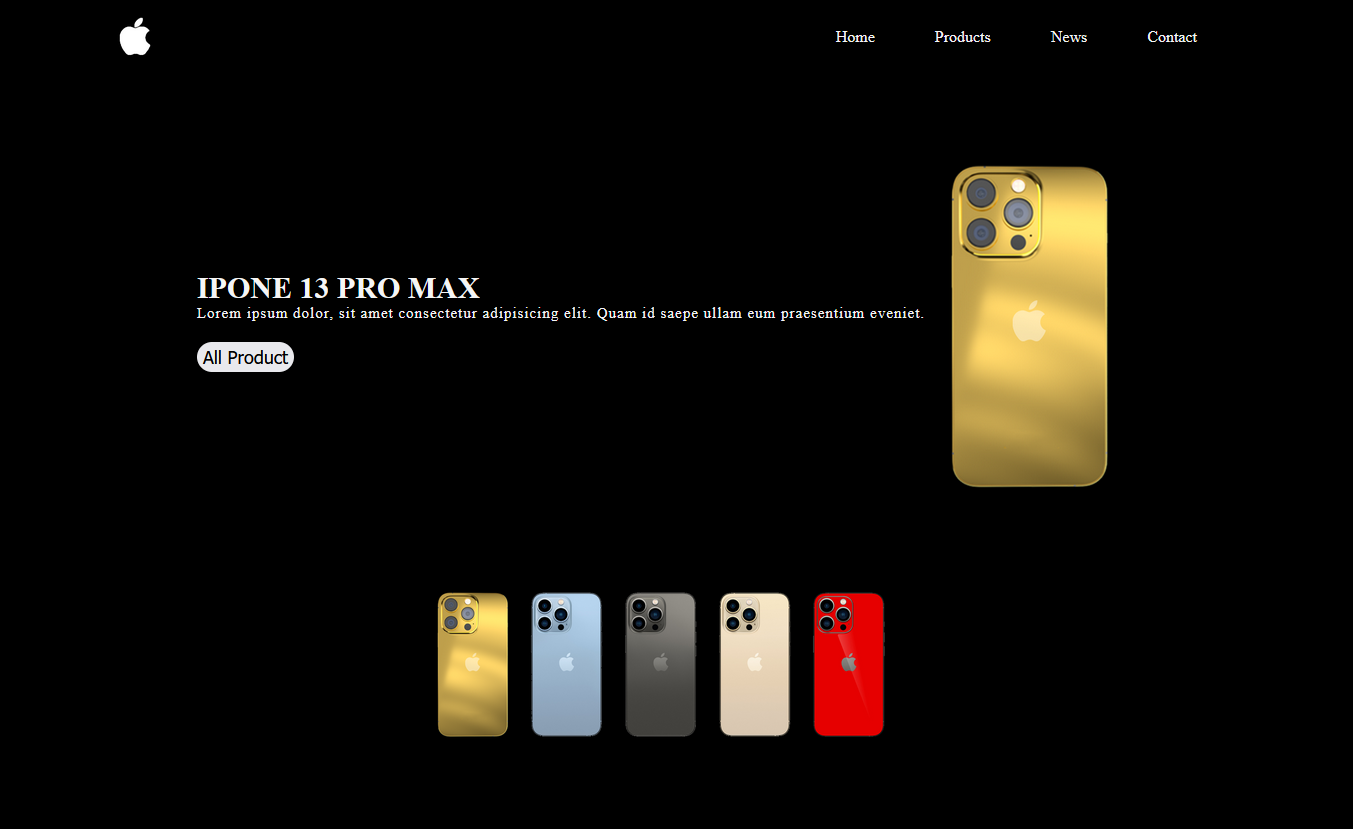 Home Products News Contact
IPONE 13 PRO MAX
Lorem ipsum dolor, sit amet consectetur adipisicing elit. Quam id saepe ullam eum praesentium eveniet.
All Product